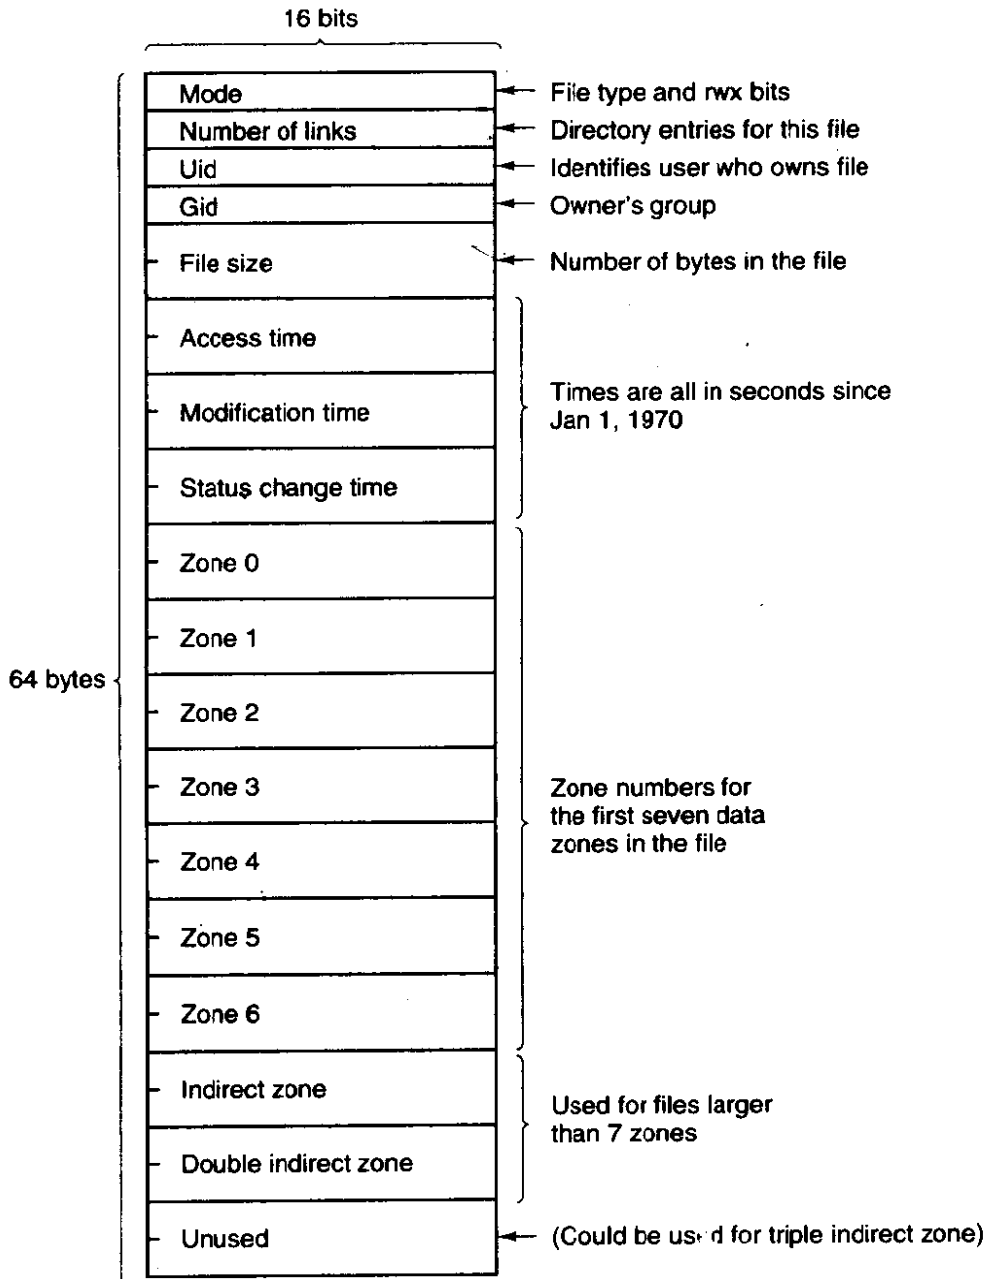 16 bits
Mode
File type and rwx bits
Number of links
Directory entries for this file
Uid
Identifies user who owns file
Gid
Owner's group
File size
Number of bytes in the file
Access time
Modification time
Status change time
Times are all in seconds since
Jan 1, 1970
Zone 0
Zone 1
64 bytes
Zone 2
Zone 3
Zone 4
Zone 5
Zone 6
Zone numbers for
the first seven data
zones in the file
Indirect zone
Double indirect zone
Used for files larger
than 7 zones
Unused
(Could be used for triple indirect zone)